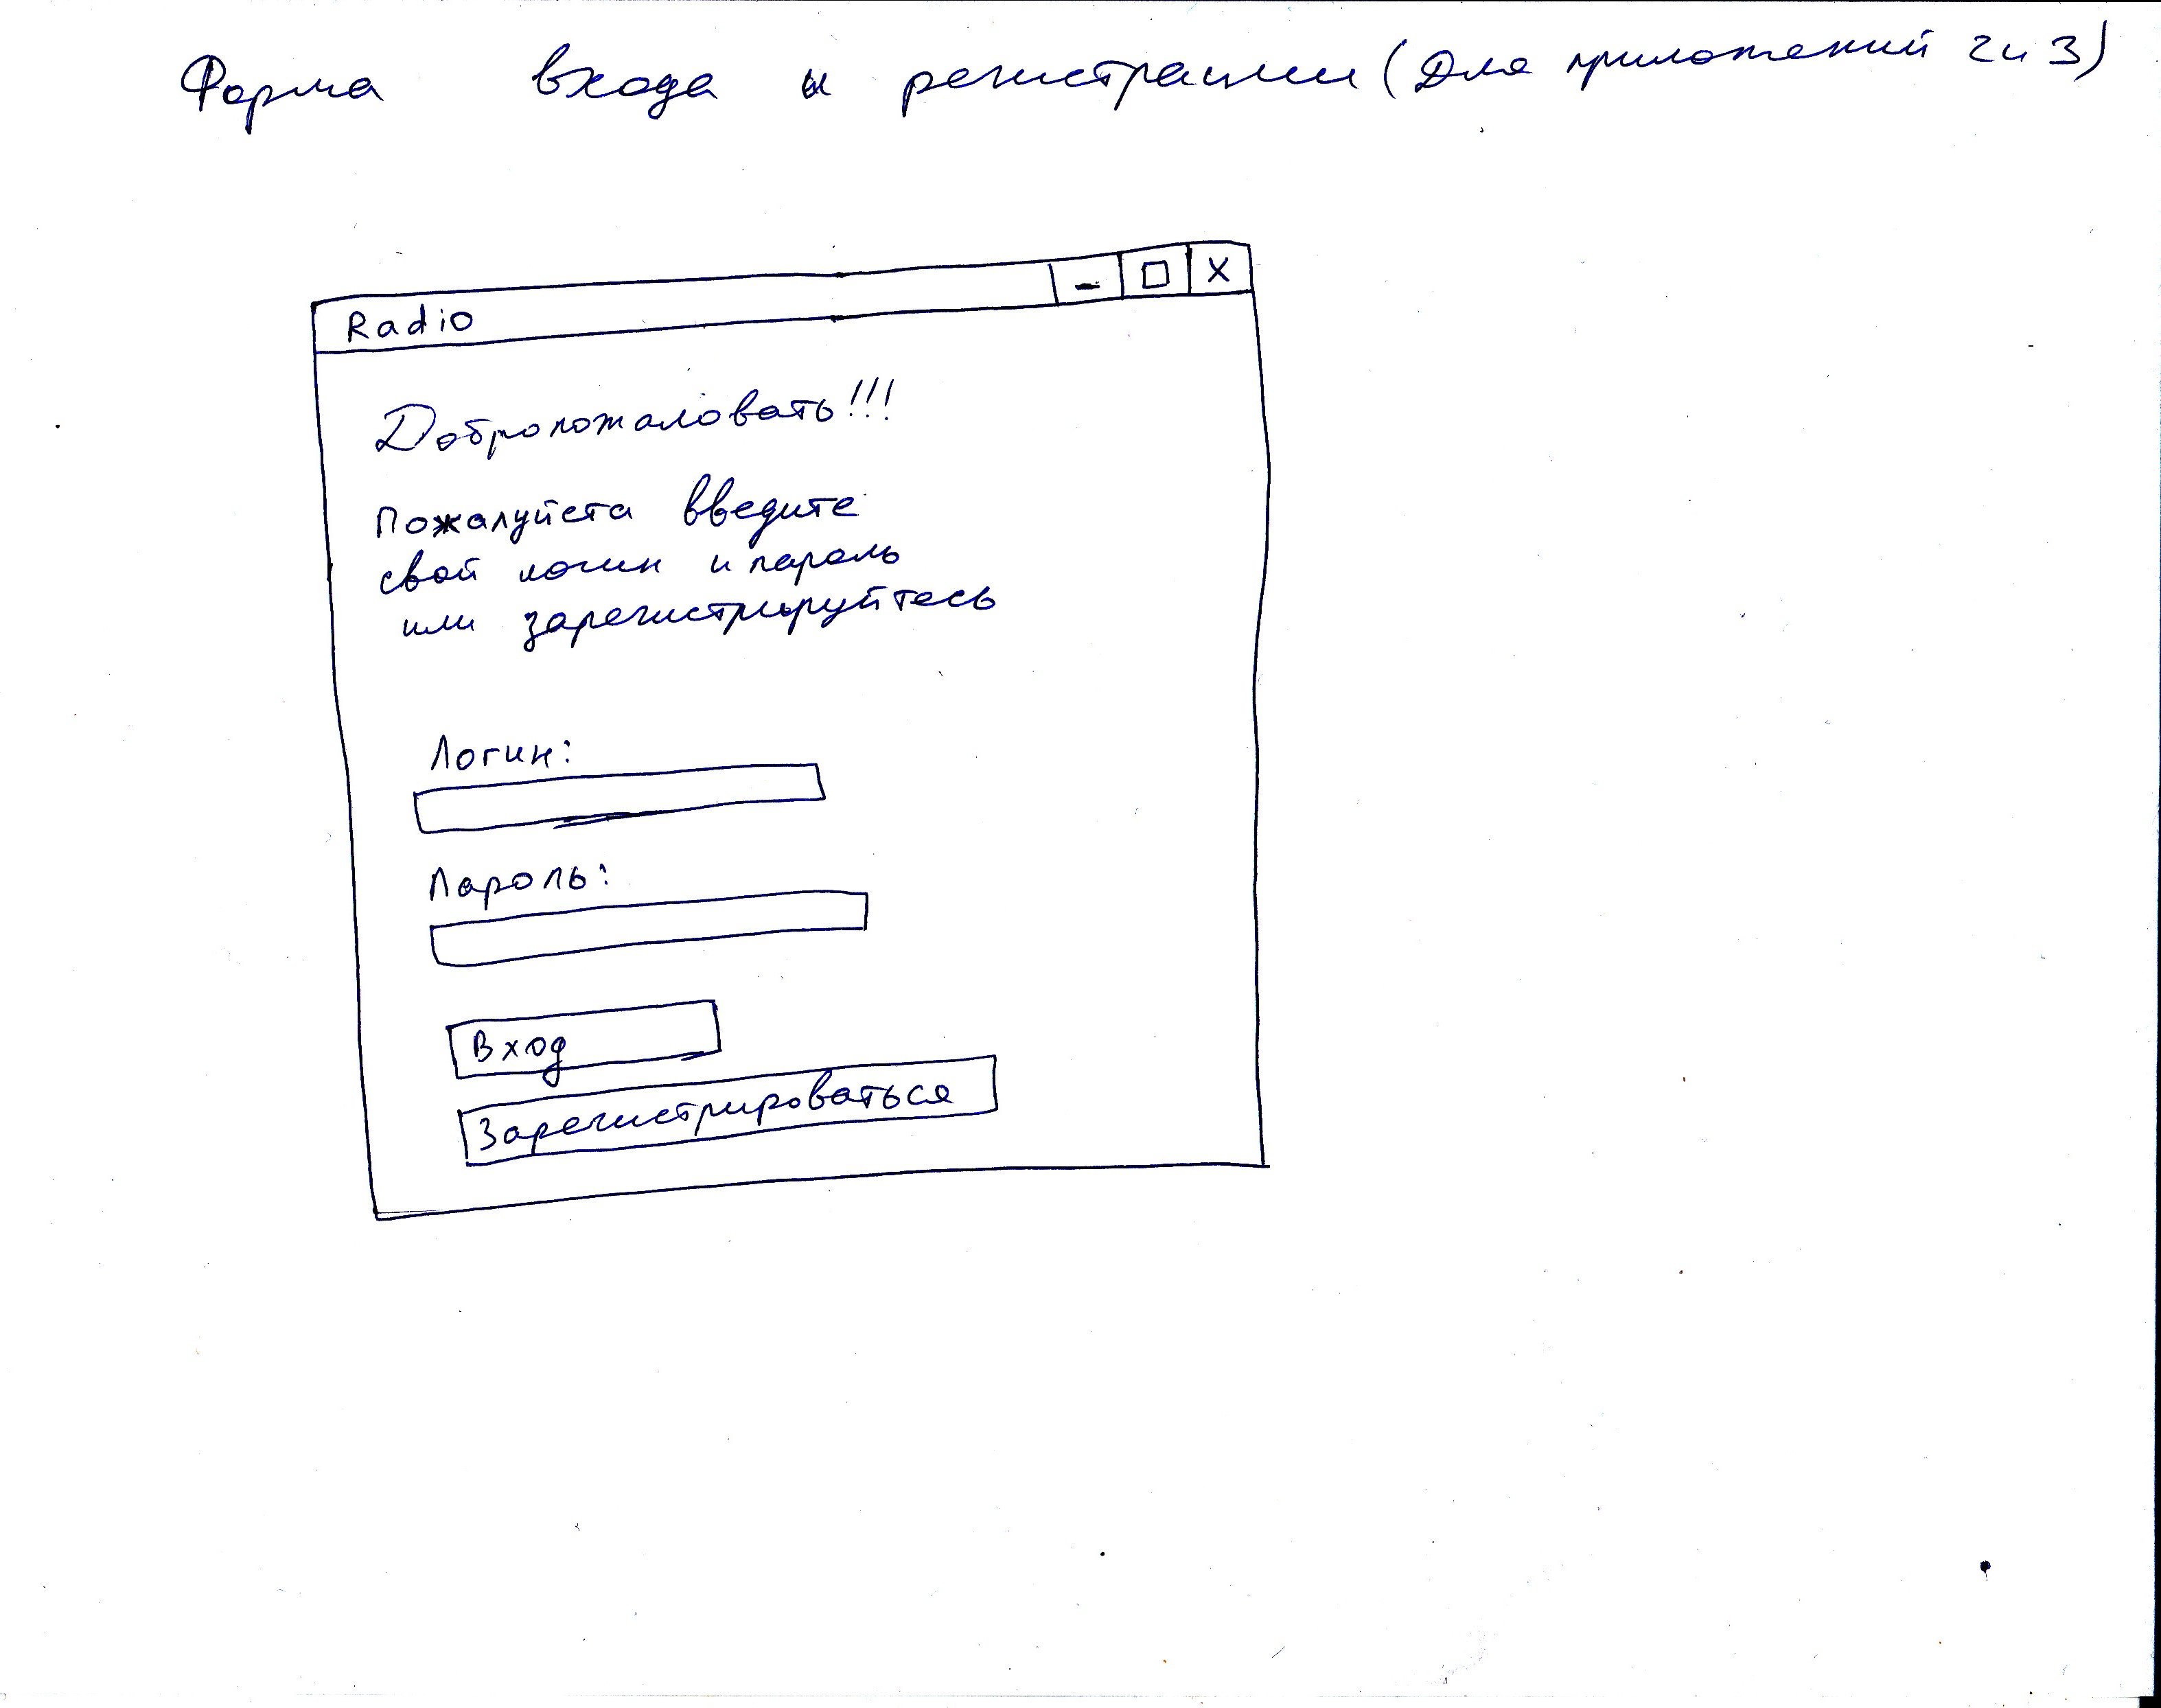 Форма входа и регистрации (Для приложений 2 и 3)
Radio
- □ X
Добропожаловать!!!
Пожалуйста введите
свой логин и пароль
или зарегистрируйтесь
Логин:
Пароль:
Вход
Зарегистрироваться